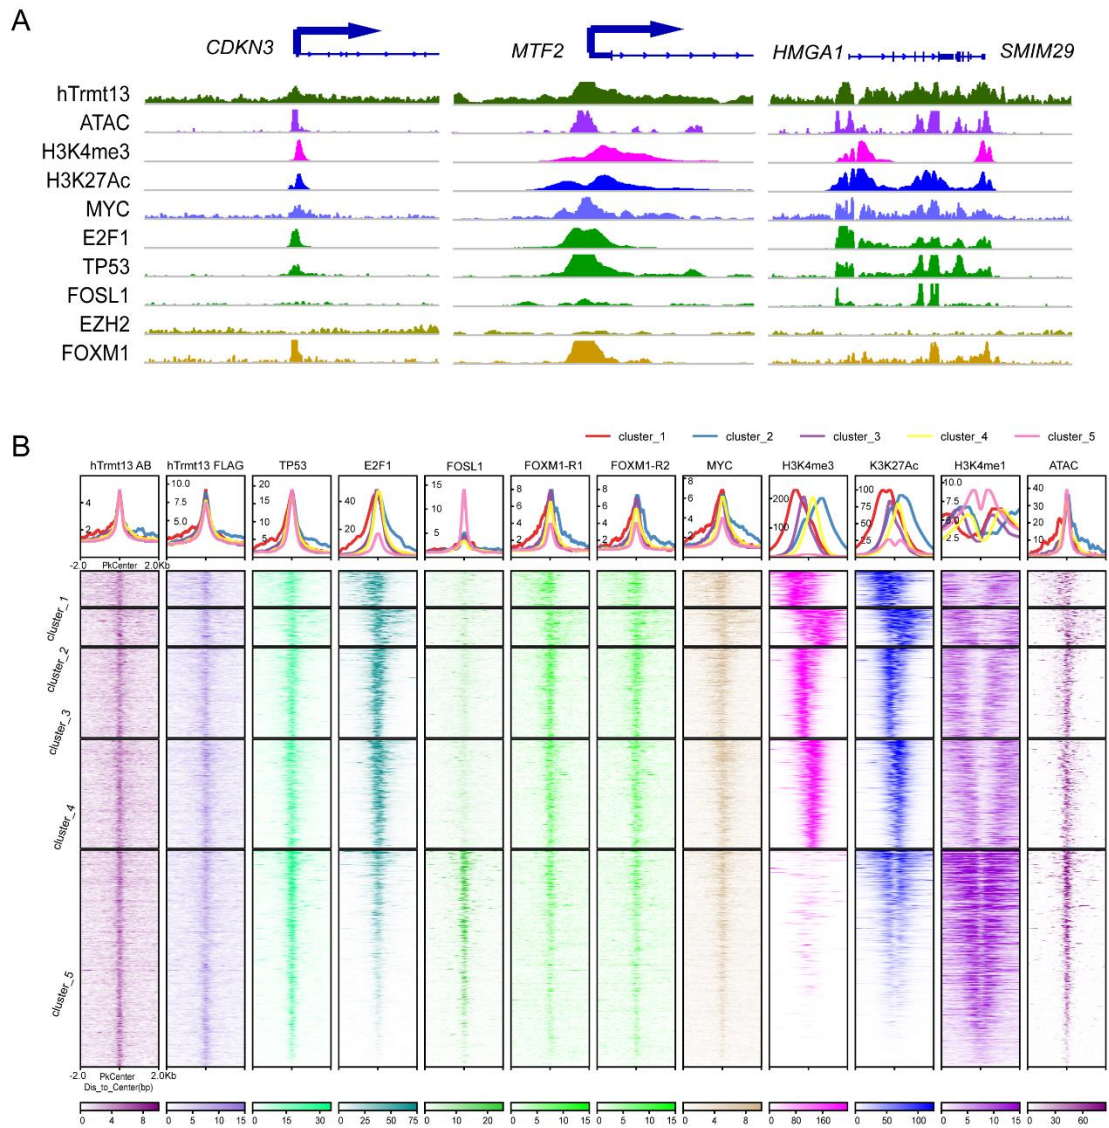 A
CDKN3 MTF2 HMGA1 SMIM29
hTrmt13
ATAC
H3K4me3
H3K27Ac
MYC
E2F1
TP53
FOSL1
EZH2
FOXM1
B
cluster_1 cluster_2 cluster_3 cluster_4 cluster_5
hTrmt13 AB hTrmt13 FLAG TP53 E2F1 FOSL1 FOXM1-R1 FOXM1-R2 MYC H3K4me3 K3K27Ac H3K4me1 ATAC
4 2
10.0 7.5 5.0
20 15 10 5
40 20
15 10 5 0
8 6 4 2
8 6 4 2
8 6 4 2
200 100 0
100 75 50 25
10.0 7.5 5.0 2.5
40 30 20 10
-2.0 PkCenter 2.0Kb
cluster_1
cluster_2
cluster_3
cluster_4
cluster_5
-2.0 PkCenter 2.0Kb
Dis_to_Center(bp)
0 4 8 0 5 10 15 0 15 30 0 25 50 75 0 10 20 0 5 10 15 0 5 10 15 0 4 8 0 80 160 0 50 100 0 5 10 15 0 30 60